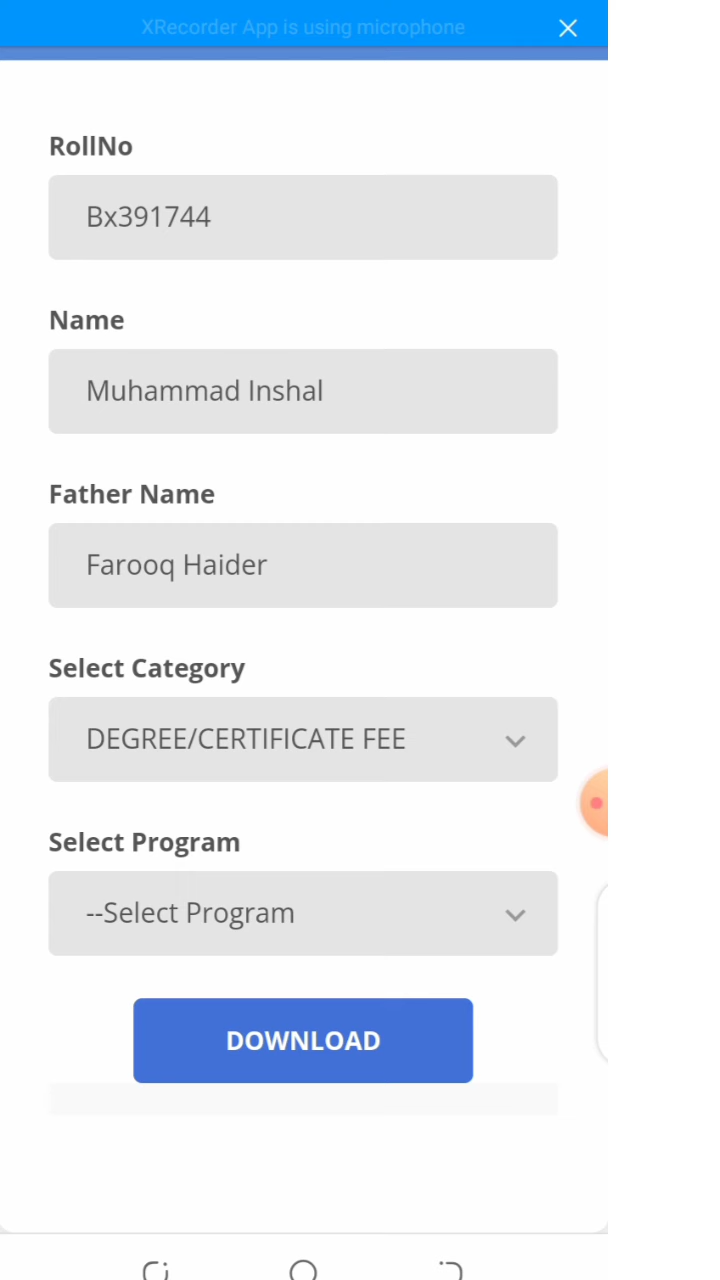 XRecorder App is using microphone
RollNo
Bx391744
Name
Muhammad Inshal
Father Name
Farooq Haider
Select Category
DEGREE/CERTIFICATE FEE
Select Program
--Select Program
DOWNLOAD